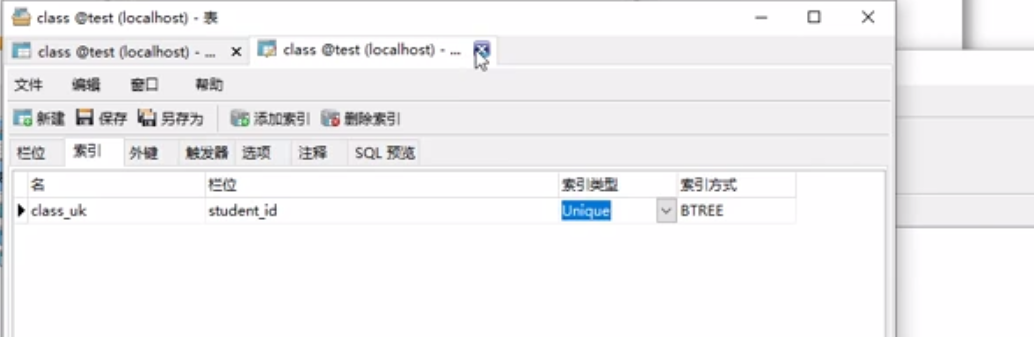 class @test (localhost) - 表
class @test (localhost) - ... class @test (localhost) - ...
文件 编辑 窗口 帮助
新建 保存 另存为 添加索引 删除索引
栏位 索引 外键 触发器 选项 注释 SQL 预览
名 栏位 索引类型 索引方式
class_uk student_id Unique BTREE